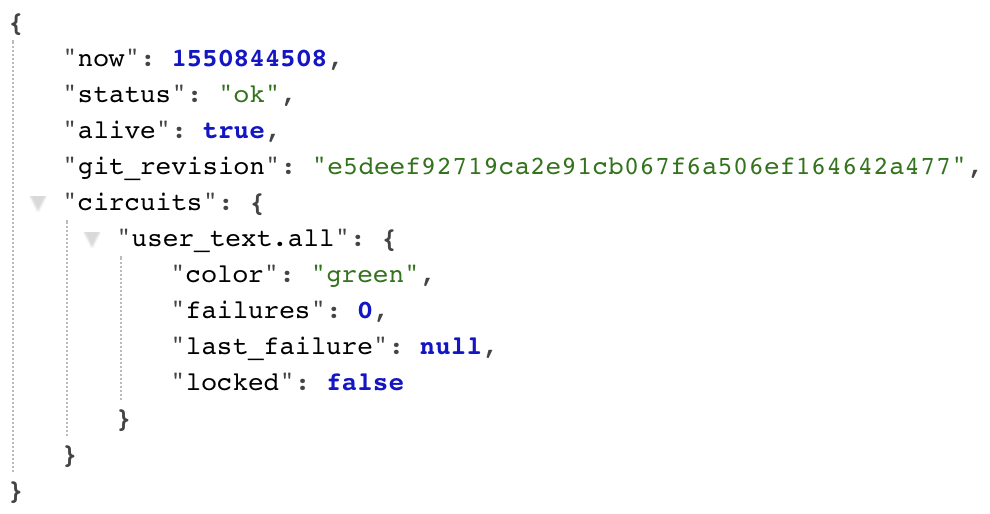 {
"now": 1550844508,
"status": "ok",
"alive": true,
"git_revision": "e5deef92719ca2e91cb067f6a506ef164642a477",
"circuits": {
"user_text.all": {
"color": "green",
"failures": 0,
"last_failure": null,
"locked": false
}
}
}